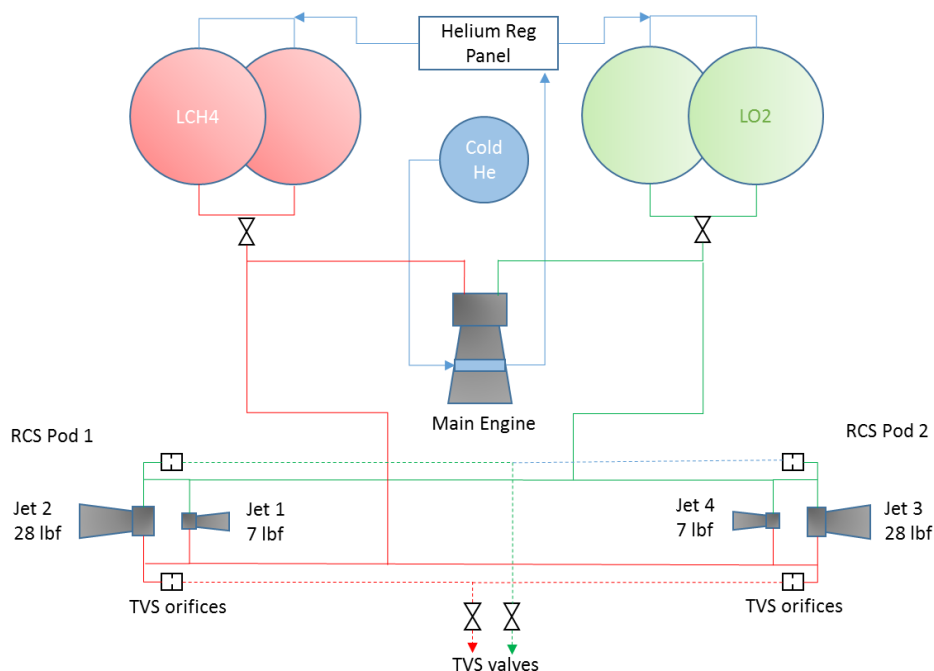 Helium Reg
Panel
LCH4
LO2
Cold
He
Main Engine
RCS Pod 1
RCS Pod 2
Jet 2
28 lbf
Jet 1
7 lbf
Jet 4
7 lbf
Jet 3
28 lbf
TVS orifices
TVS orifices
TVS valves